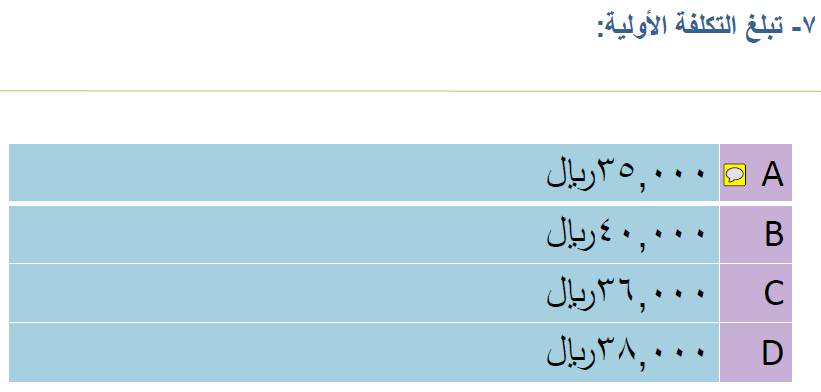 ٧- تبلغ التكلفة الأولية:
A ٣٥,٠٠٠ريال
B ٤٠,٠٠٠ريال
C ٣٦,٠٠٠ريال
D ٣٨,٠٠٠ريال